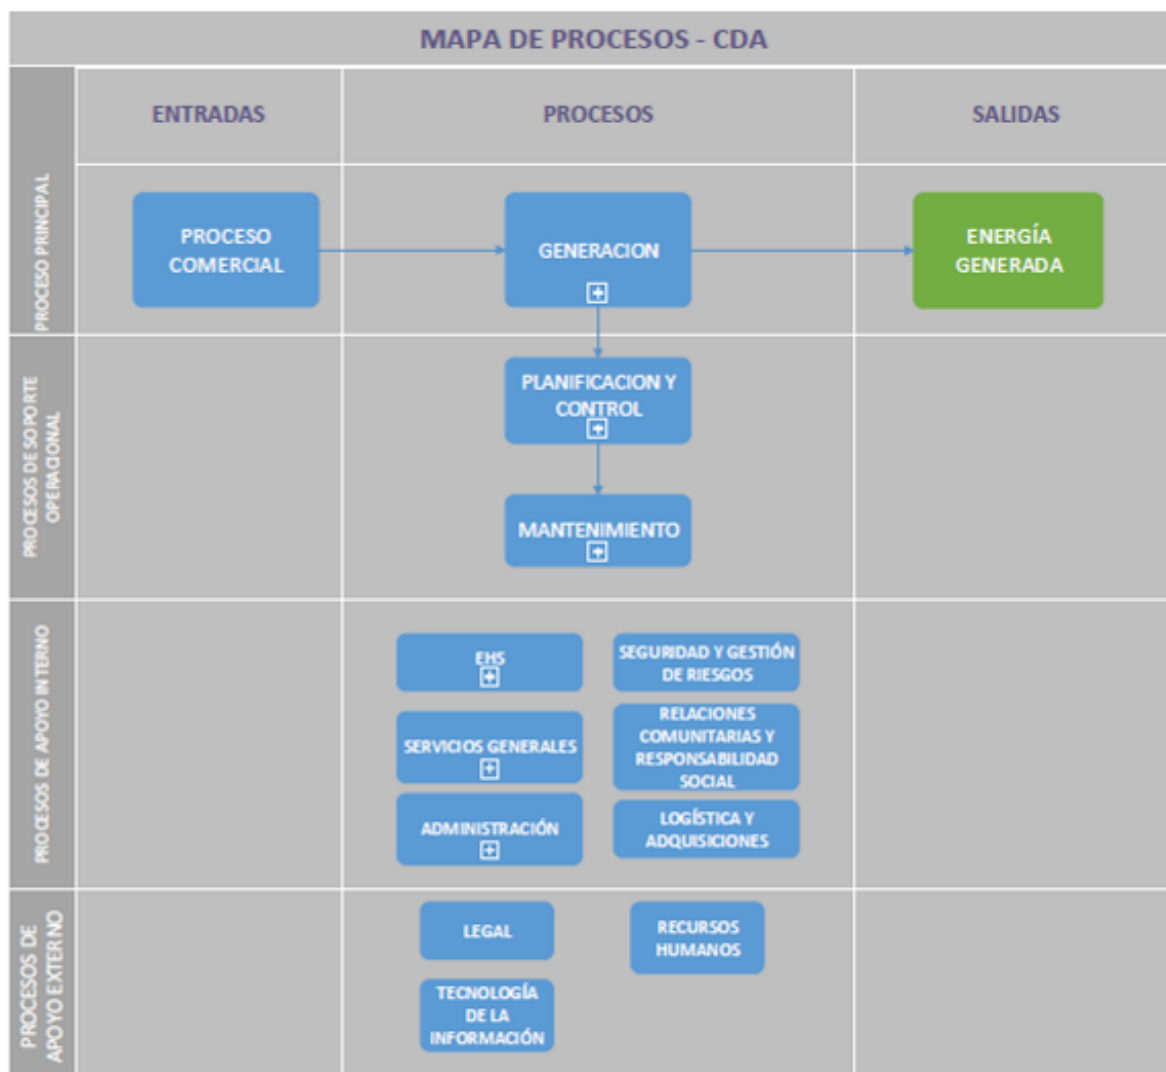 MAPA DE PROCESOS - CDA
ENTRADAS
PROCESOS
SALIDAS
PROCESO PRINCIPAL
PROCESO
COMERCIAL
GENERACION
ENERGÍA
GENERADA
PROCESOS DE SOPORTE
OPERACIONAL
PLANIFICACION Y
CONTROL
MANTENIMIENTO
PROCESOS DE APOYO INTERNO
EHS
SEGURIDAD Y GESTIÓN
DE RIESGOS
SERVICIOS GENERALES
RELACIONES
COMUNITARIAS Y
RESPONSABILIDAD
SOCIAL
ADMINISTRACIÓN
LOGÍSTICA Y
ADQUISICIONES
PROCESOS DE
APOYO EXTERNO
LEGAL
RECURSOS
HUMANOS
TECNOLOGÍA
DE LA
INFORMACIÓN